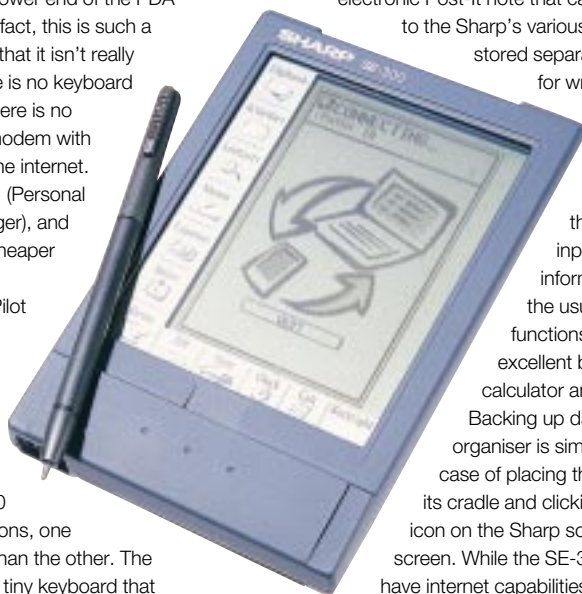 ower end of the PDA
fact, this is such a
that it isn't really
e is no keyboard
ere is no
modem with
he internet.
(Personal
ger), and
heaper
Pilot
0
ons, one
han the other. The
tiny keyboard that
SHARP SE-300
CONNECTING...
QUIT
electronic Post-it note that ca
to the Sharp's various
stored separa
for wr
th
inp
inform
the usu
functions
excellent b
calculator an
Backing up da
organiser is sim
case of placing th
its cradle and clicki
icon on the Sharp so
screen. While the SE-3
have internet capabilities